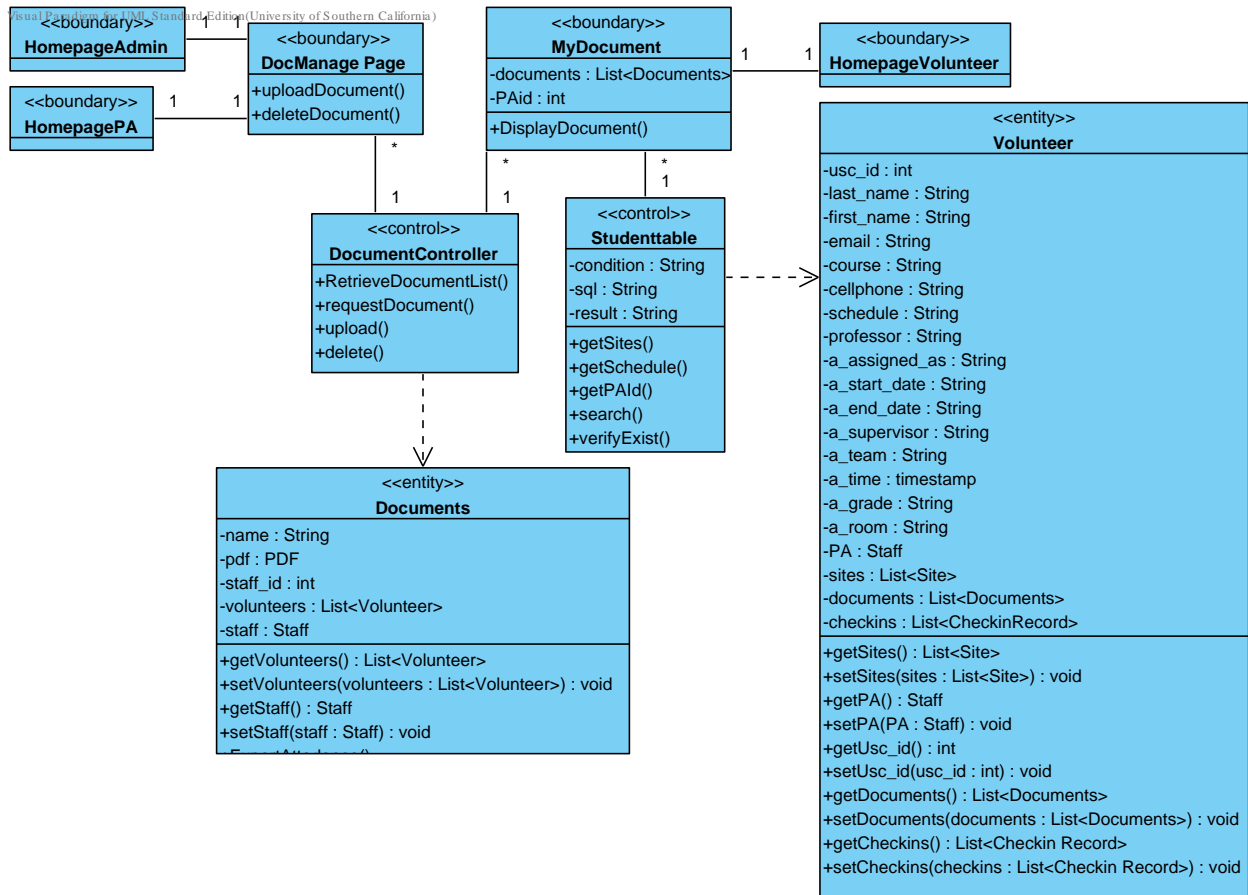 Visual Paradigm for UML Standard Edition(University of Southern California)
<<boundary>>
HomepageAdmin
1
1
<<boundary>>
DocManage Page
+uploadDocument()
+deleteDocument()
<<boundary>>
MyDocument
-documents : List<Documents>
-PAid : int
+DisplayDocument()
1
1
<<boundary>>
HomepageVolunteer
<<boundary>>
HomepagePA
1
1
*
1
*
1
*
1
<<control>>
DocumentController
+RetrieveDocumentList()
+requestDocument()
+upload()
+delete()
<<control>>
Studenttable
-condition : String
-sql : String
-result : String
+getSites()
+getSchedule()
+getPAId()
+search()
+verifyExist()
<<entity>>
Volunteer
-usc_id : int
-last_name : String
-first_name : String
-email : String
-course : String
-cellphone : String
-schedule : String
-professor : String
-a_assigned_as : String
-a_start_date : String
-a_end_date : String
-a_supervisor : String
-a_team : String
-a_time : timestamp
-a_grade : String
-a_room : String
-PA : Staff
-sites : List<Site>
-documents : List<Documents>
-checkins : List<CheckinRecord>
+getSites() : List<Site>
+setSites(sites : List<Site>) : void
+getPA() : Staff
+setPA(PA : Staff) : void
+getUsc_id() : int
+setUsc_id(usc_id : int) : void
+getDocuments() : List<Documents>
+setDocuments(documents : List<Documents>) : void
+getCheckins() : List<Checkin Record>
+setCheckins(checkins : List<Checkin Record>) : void
<<entity>>
Documents
-name : String
-pdf : PDF
-staff_id : int
-volunteers : List<Volunteer>
-staff : Staff
+getVolunteers() : List<Volunteer>
+setVolunteers(volunteers : List<Volunteer>) : void
+getStaff() : Staff
+setStaff(staff : Staff) : void